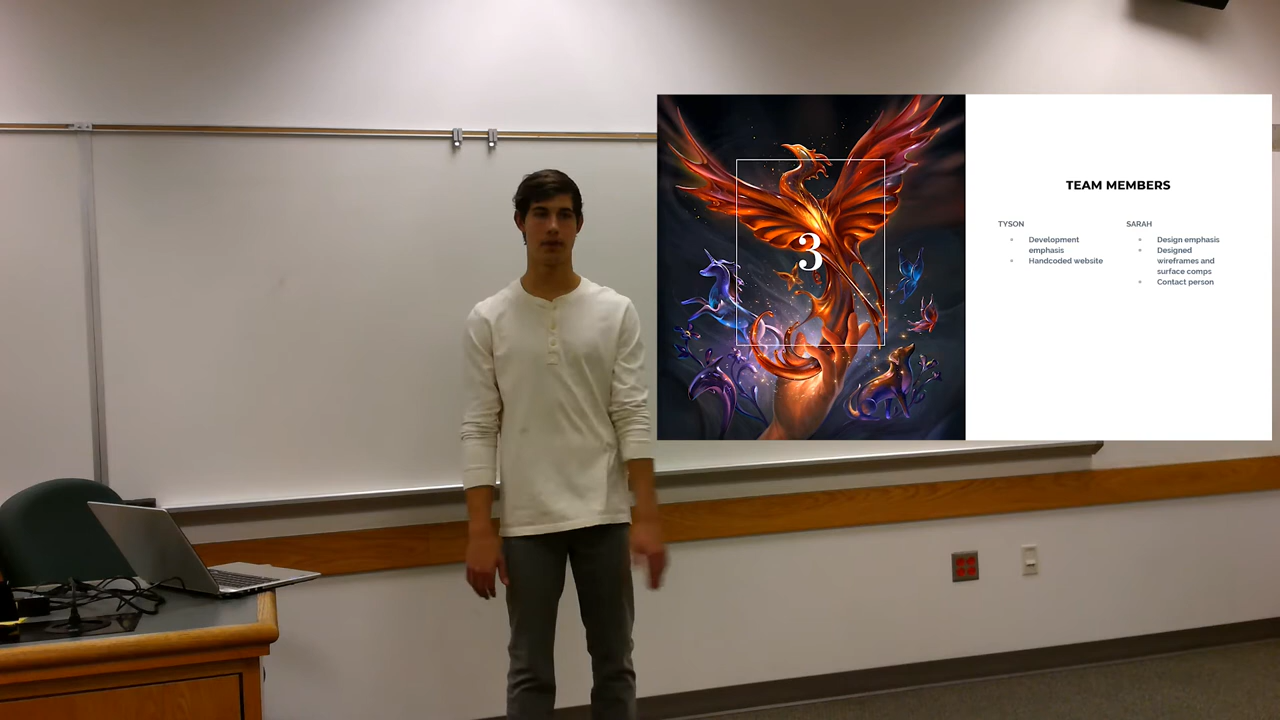 3
TEAM MEMBERS
TYSON
Development
emphasis
Handcoded website
SARAH
Design emphasis
Designed
wireframes and
surface comps
Contact person